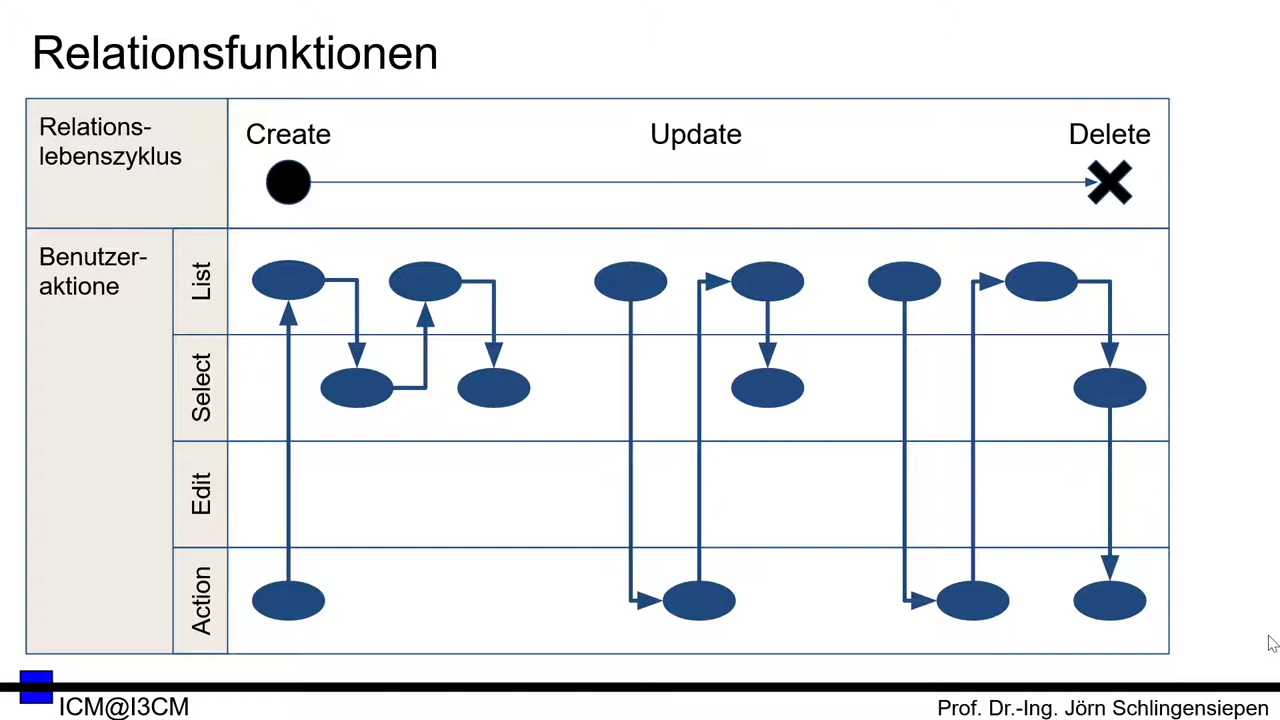 Relationsfunktionen
Relations-
lebenszyklus
Create
Update
Delete
Benutzer-
aktione
List
Select
Edit
Action
ICM@I3CM
Prof. Dr.-Ing. Jörn Schlingensiepen